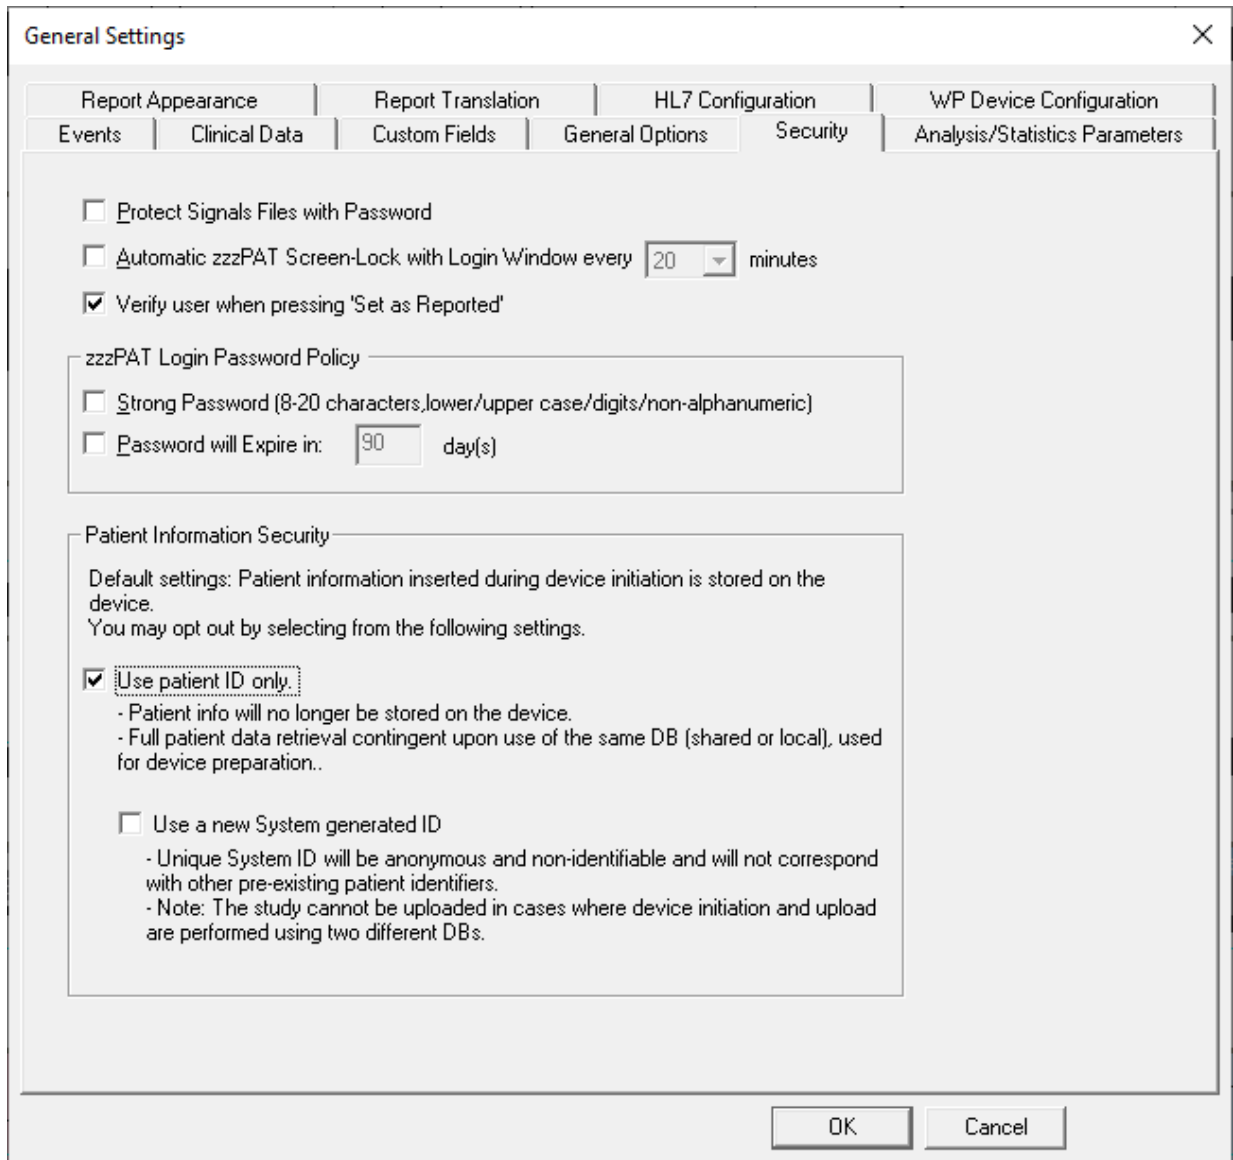 General Settings
Report Appearance
Report Translation
HL7 Configuration
WP Device Configuration
Events
Clinical Data
Custom Fields
General Options
Security
Analysis/Statistics Parameters
Protect Signals Files with Password
Automatic zzzPAT Screen-Lock with Login Window every 20 minutes
Verify user when pressing 'Set as Reported'
zzzPAT Login Password Policy
Strong Password (8-20 characters,lower/upper case/digits/non-alphanumeric)
Password will Expire in: 90 day(s)
Patient Information Security
Default settings: Patient information inserted during device initiation is stored on the
device.
You may opt out by selecting from the following settings.
Use patient ID only.
- Patient info will no longer be stored on the device.
- Full patient data retrieval contingent upon use of the same DB (shared or local), used
for device preparation..
Use a new System generated ID
- Unique System ID will be anonymous and non-identifiable and will not correspond
with other pre-existing patient identifiers.
- Note: The study cannot be uploaded in cases where device initiation and upload
are performed using two different DBs.
OK
Cancel